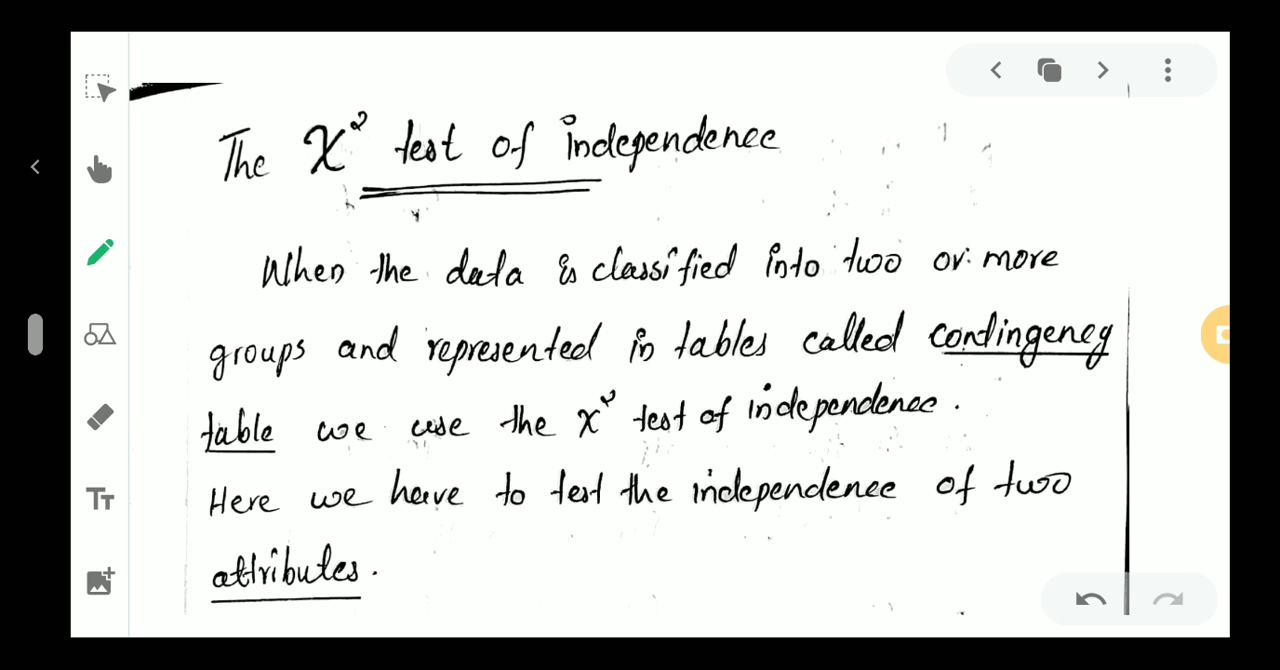 The χ² test of independence
When the data is classified into two or more
groups and represented in tables called contingency
table we use the χ² test of independence.
Here we have to test the independence of two
attributes.
TT